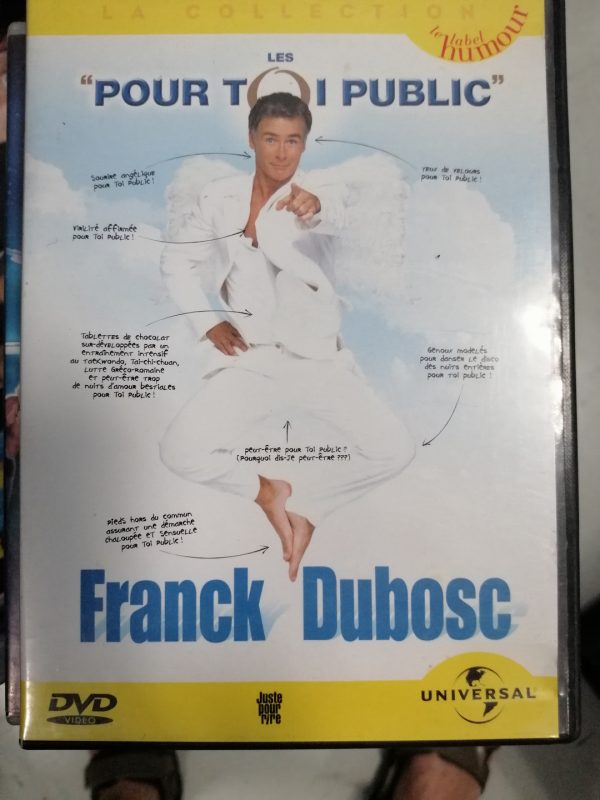 LA COLLECTION
le label
humour
LES
"POUR TOI PUBLIC"
Sourire angélique
pour Toi Public !
Yeux de velours
pour Toi Public !
Virilité affirmée
pour Toi Public !
Tablettes de chocolat
sur-développées par un
entraînement intensif
au Taekwondo, Tai-chi-chuan,
Lutte Gréco-Romaine
et peut-être trop
de nuits d'amour bestiales
pour Toi Public !
Genoux modelés
pour danser le disco
des nuits entières
pour Toi Public !
peut-être pour Toi Public ?
(Pourquoi dis-je peut-être ???)
Pieds hors du commun
assurant une démarche
chaloupée et sensuelle
pour Toi Public !
Franck Dubosc
DVD
VIDEO
Juste
pour
rire
UNIVERSAL